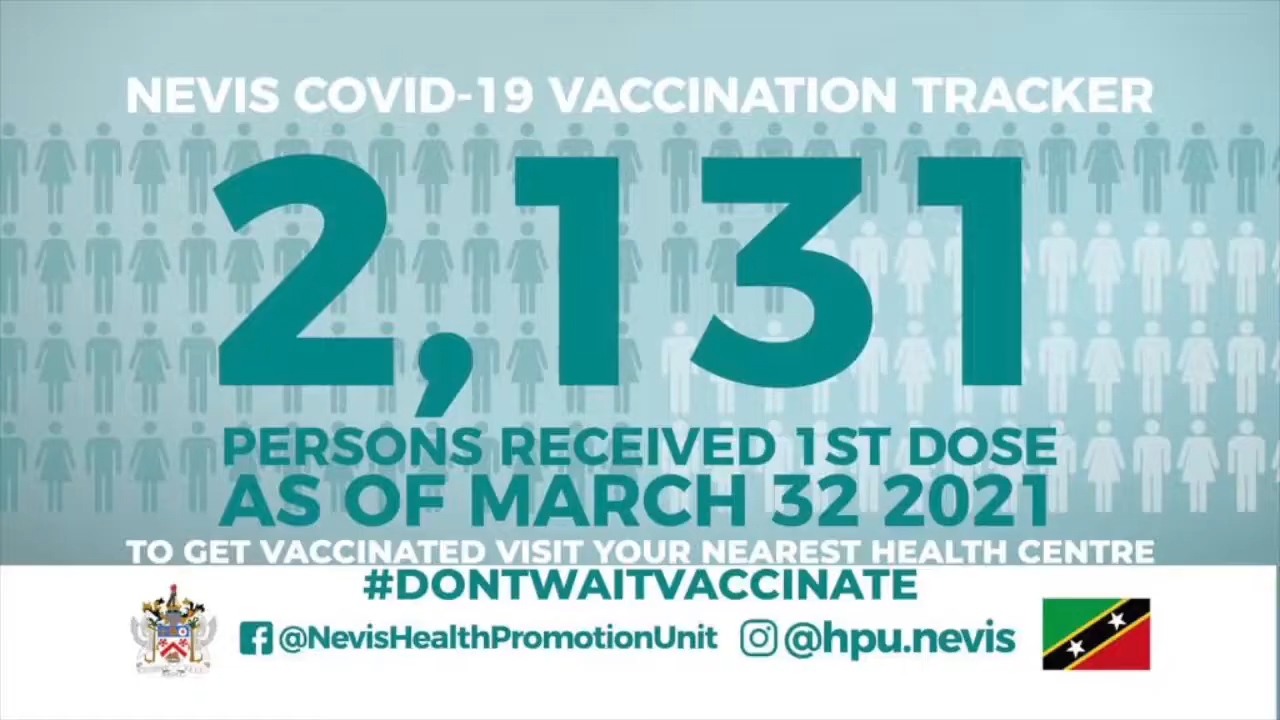 NEVIS COVID-19 VACCINATION TRACKER
2,131
PERSONS RECEIVED 1ST DOSE
AS OF MARCH 32 2021
TO GET VACCINATED VISIT YOUR NEAREST HEALTH CENTRE
#DONTWAITVACCINATE
@NevisHealthPromotionUnit @hpu.nevis